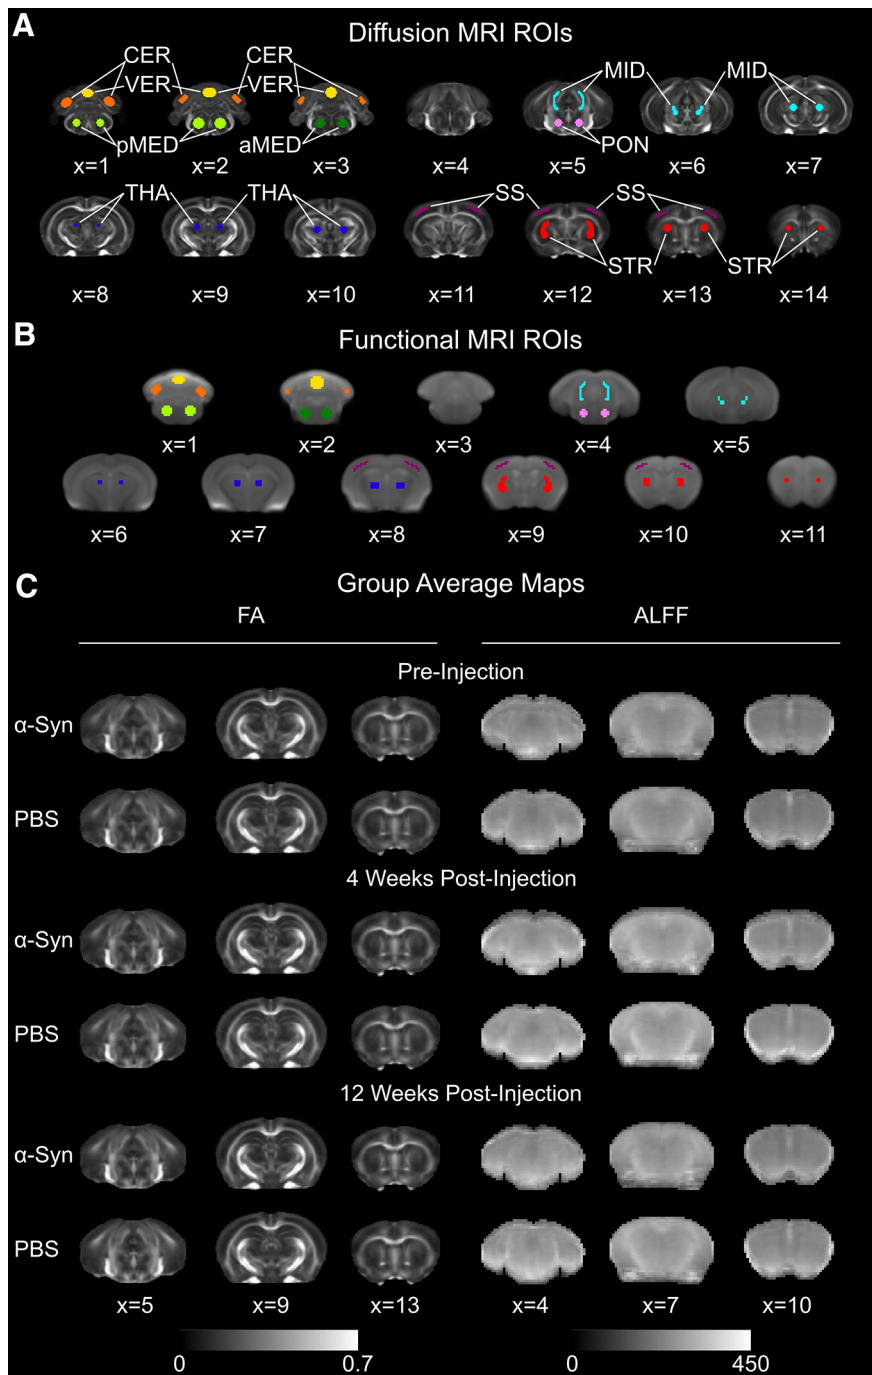 A
Diffusion MRI ROIs
CER CER
VER VER MID MID
pMED aMED PON
x=1 x=2 x=3 x=4 x=5 x=6 x=7
THA THA SS SS
STR STR
x=8 x=9 x=10 x=11 x=12 x=13 x=14
B
Functional MRI ROIs
x=1 x=2 x=3 x=4 x=5
x=6 x=7 x=8 x=9 x=10 x=11
C
Group Average Maps
FA ALFF
Pre-Injection
α-Syn
PBS
4 Weeks Post-Injection
α-Syn
PBS
12 Weeks Post-Injection
α-Syn
PBS
x=5 x=9 x=13 x=4 x=7 x=10
0 0.7 0 450